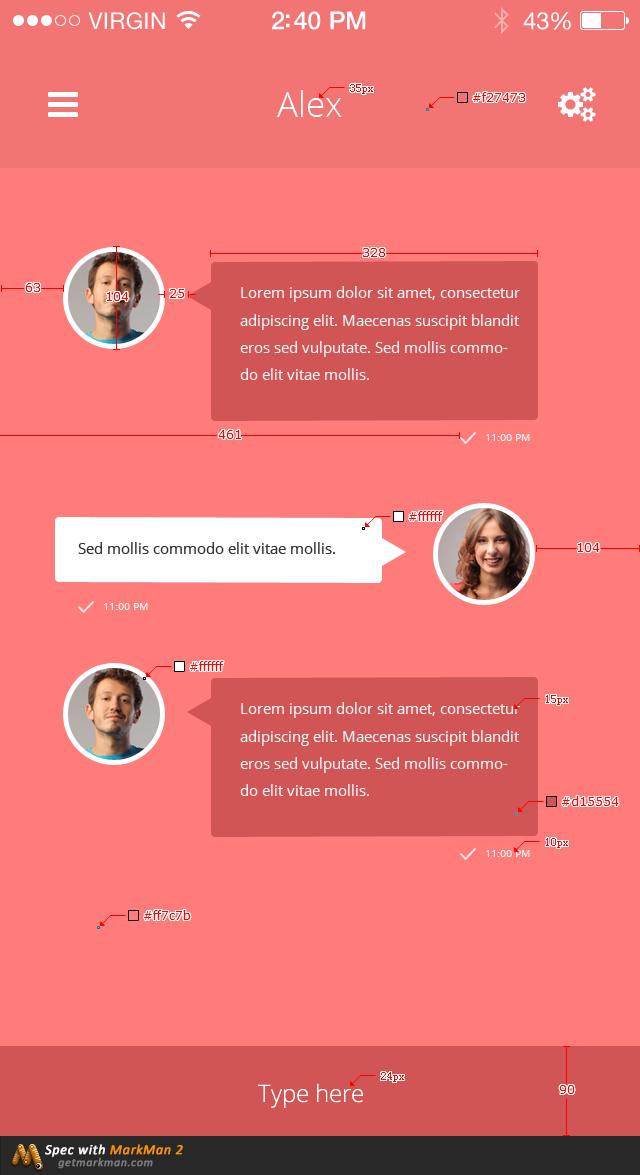 VIRGIN 2:40 PM 43%
Alex
35px
#f27473
328
63
104
25
Lorem ipsum dolor sit amet, consectetur
adipiscing elit. Maecenas suscipit blandit
eros sed vulputate. Sed mollis commo-
do elit vitae mollis.
461
11:00 PM
#ffffff
Sed mollis commodo elit vitae mollis.
104
11:00 PM
#ffffff
Lorem ipsum dolor sit amet, consectetur
15px
adipiscing elit. Maecenas suscipit blandit
eros sed vulputate. Sed mollis commo-
do elit vitae mollis.
#d15554
10px
11:00 PM
#ff7c7b
24px
Type here
90
Spec with MarkMan 2
getmarkman.com